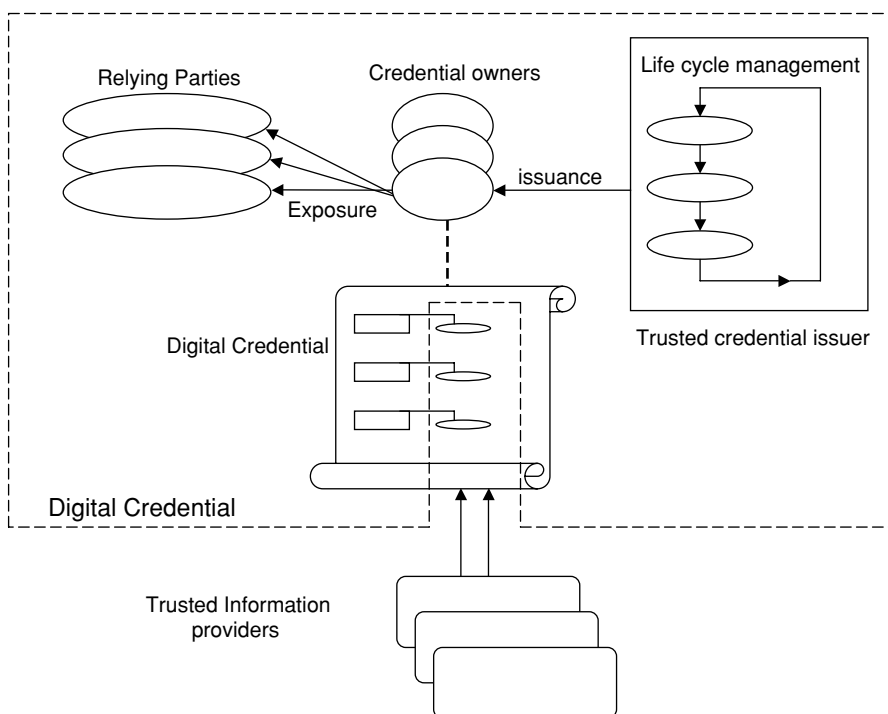 Relying Parties
Credential owners
Life cycle management
issuance
Exposure
Digital Credential
Trusted credential issuer
Digital Credential
Trusted Information
providers